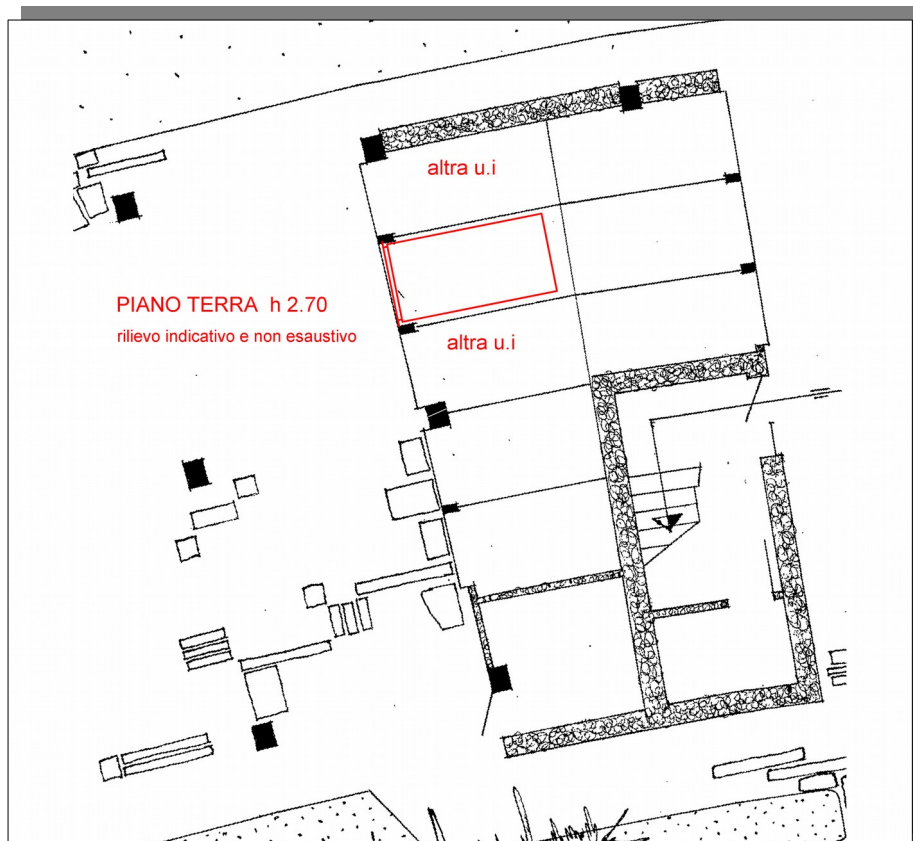 altra u.i
PIANO TERRA h 2.70
rilievo indicativo e non esaustivo
altra u.i